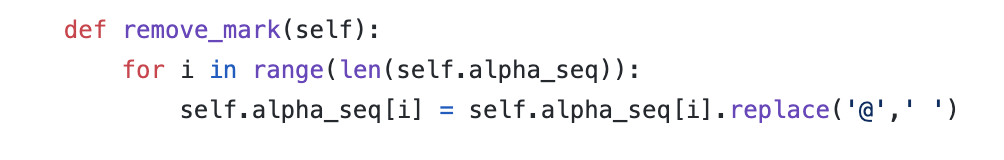 def remove_mark(self):
    for i in range(len(self.alpha_seq)):
        self.alpha_seq[i] = self.alpha_seq[i].replace('@',' ')